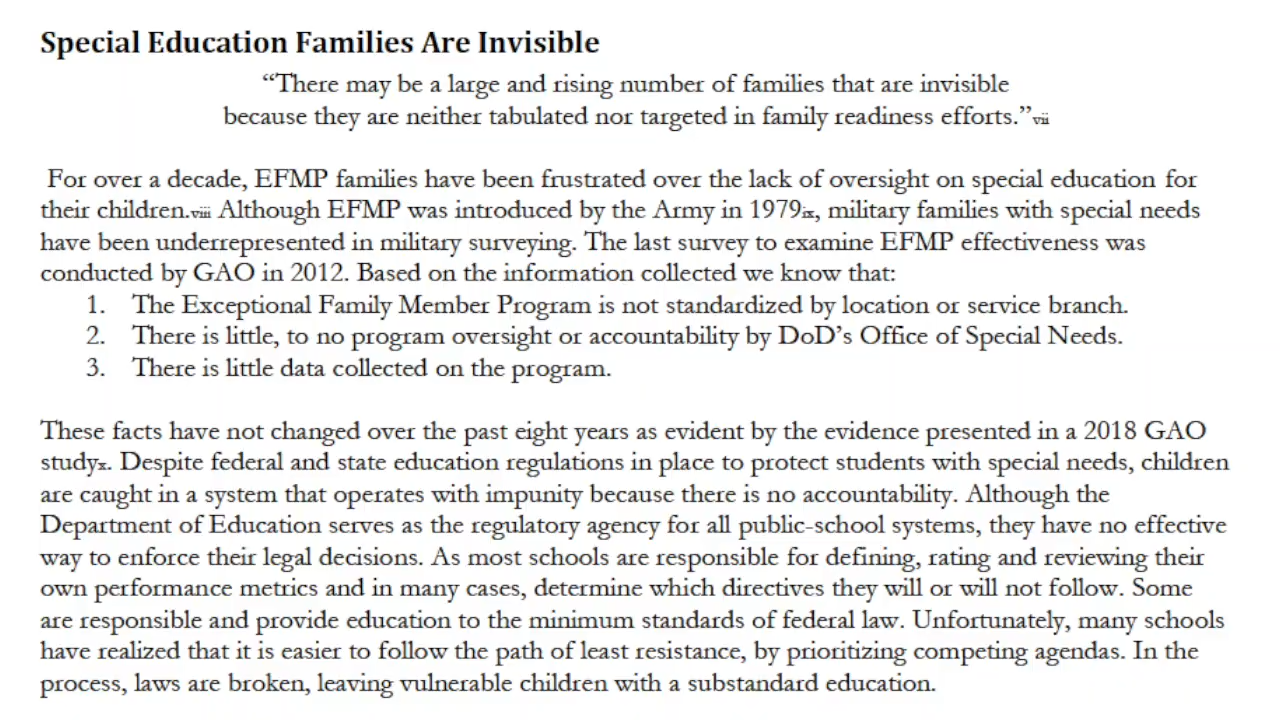 Special Education Families Are Invisible
“There may be a large and rising number of families that are invisible
because they are neither tabulated nor targeted in family readiness efforts.”vii
For over a decade, EFMP families have been frustrated over the lack of oversight on special education for
their children.viii Although EFMP was introduced by the Army in 1979ix, military families with special needs
have been underrepresented in military surveying. The last survey to examine EFMP effectiveness was
conducted by GAO in 2012. Based on the information collected we know that:
1. The Exceptional Family Member Program is not standardized by location or service branch.
2. There is little, to no program oversight or accountability by DoD’s Office of Special Needs.
3. There is little data collected on the program.
These facts have not changed over the past eight years as evident by the evidence presented in a 2018 GAO
studyx. Despite federal and state education regulations in place to protect students with special needs, children
are caught in a system that operates with impunity because there is no accountability. Although the
Department of Education serves as the regulatory agency for all public-school systems, they have no effective
way to enforce their legal decisions. As most schools are responsible for defining, rating and reviewing their
own performance metrics and in many cases, determine which directives they will or will not follow. Some
are responsible and provide education to the minimum standards of federal law. Unfortunately, many schools
have realized that it is easier to follow the path of least resistance, by prioritizing competing agendas. In the
process, laws are broken, leaving vulnerable children with a substandard education.